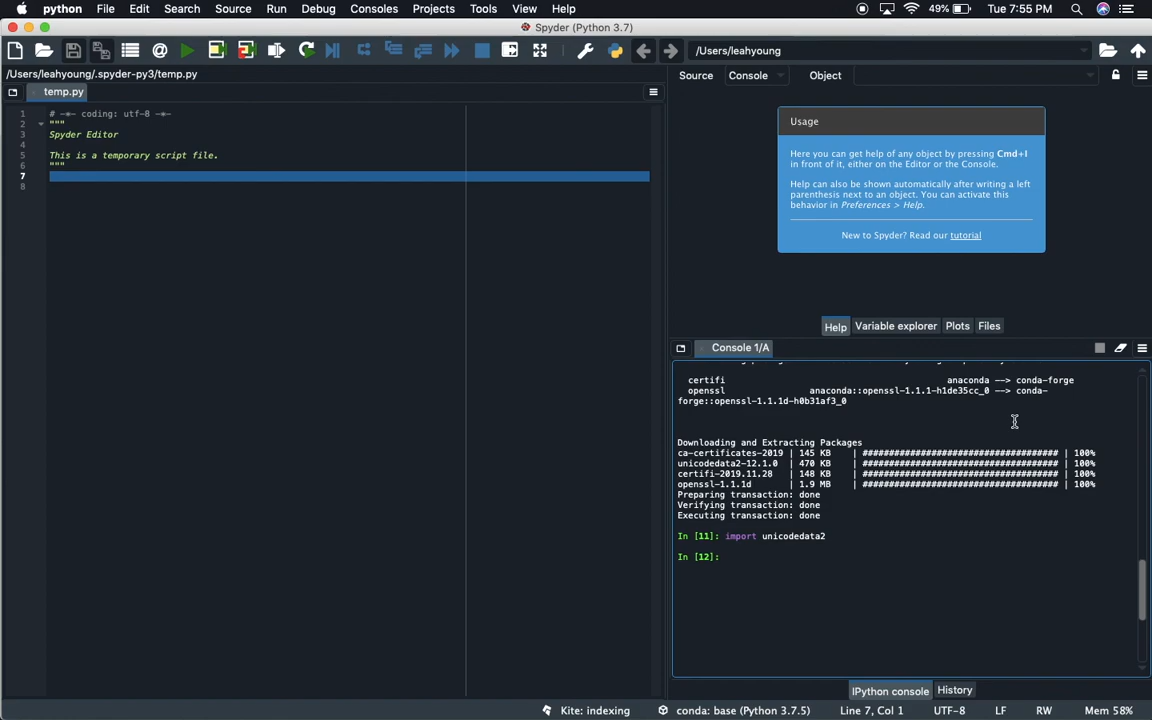 python File Edit Search Source Run Debug Consoles Projects Tools View Help 49% Tue 7:55 PM
Spyder (Python 3.7)
/Users/leahyoung
/Users/leahyoung/.spyder-py3/temp.py
Source Console Object
temp.py
1 # -*- coding: utf-8 -*-
2 """
3 Spyder Editor
4
5 This is a temporary script file.
6 """
7
8
Usage
Here you can get help of any object by pressing Cmd+I
in front of it, either on the Editor or the Console.
Help can also be shown automatically after writing a left
parenthesis next to an object. You can activate this
behavior in Preferences > Help.
New to Spyder? Read our tutorial
Help Variable explorer Plots Files
Console 1/A
certifi anaconda --> conda-forge
openssl anaconda::openssl-1.1.1-h1de35cc_0 --> conda-
forge::openssl-1.1.1d-h0b31af3_0
Downloading and Extracting Packages
ca-certificates-2019 | 145 KB | ##################################### | 100%
unicodedata2-12.1.0 | 470 KB | ##################################### | 100%
certifi-2019.11.28 | 148 KB | ##################################### | 100%
openssl-1.1.1d | 1.9 MB | ##################################### | 100%
Preparing transaction: done
Verifying transaction: done
Executing transaction: done
In [11]: import unicodedata2
In [12]:
IPython console History
Kite: indexing conda: base (Python 3.7.5) Line 7, Col 1 UTF-8 LF RW Mem 58%